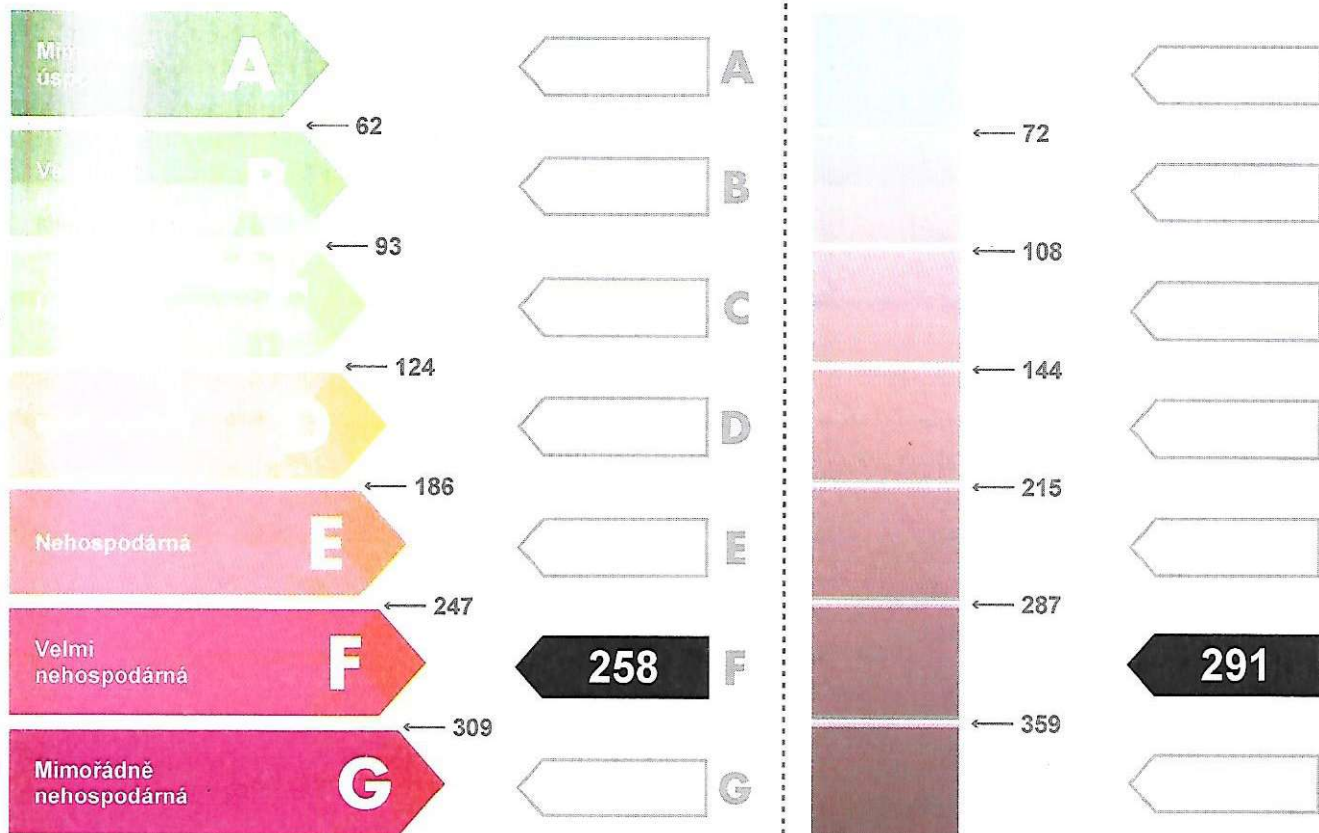 A
A
62
72
B
93
108
C
124
144
D
D
186
215
Nehospodárná
E
E
247
287
Velmi
nehospodárná
F
258
F
291
309
359
Mimořádně
nehospodárná
G
G